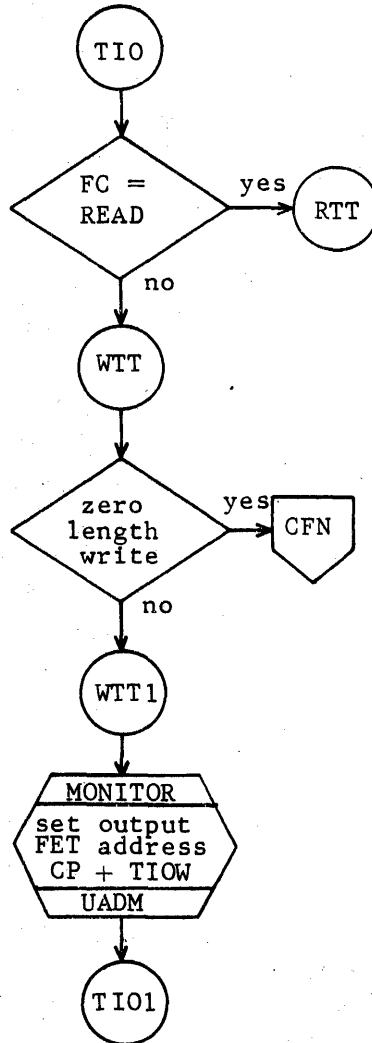 TIO
FC =
READ
yes
RTT
no
WTT
zero
length
write
yes
CFN
no
WTT1
MONITOR
set output
FET address
CP + TIOW
UADM
TIO1